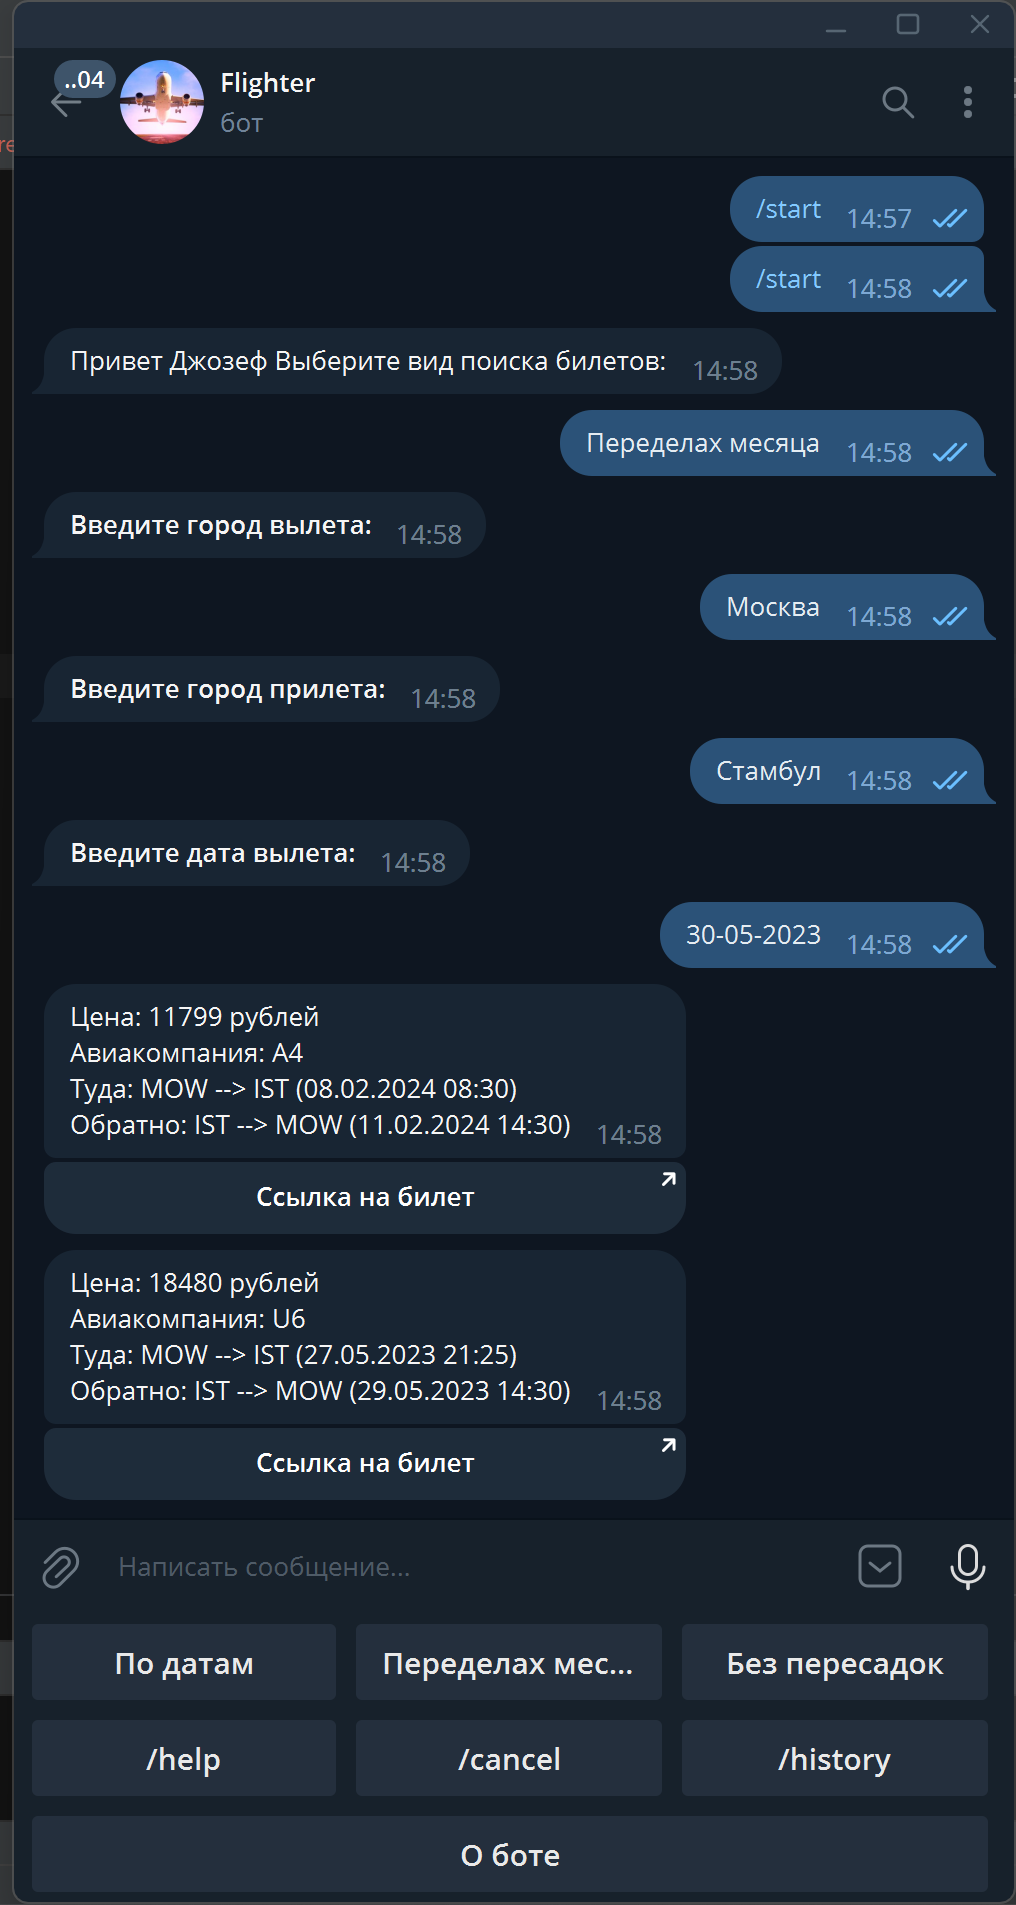 ..04
Flighter
бот
re
/start 14:57
/start 14:58
Привет Джозеф Выберите вид поиска билетов: 14:58
Переделах месяца 14:58
Введите город вылета: 14:58
Москва 14:58
Введите город прилета: 14:58
Стамбул 14:58
Введите дата вылета: 14:58
30-05-2023 14:58
Цена: 11799 рублей
Авиакомпания: A4
Туда: MOW --> IST (08.02.2024 08:30)
Обратно: IST --> MOW (11.02.2024 14:30) 14:58
Ссылка на билет
Цена: 18480 рублей
Авиакомпания: U6
Туда: MOW --> IST (27.05.2023 21:25)
Обратно: IST --> MOW (29.05.2023 14:30) 14:58
Ссылка на билет
Написать сообщение...
По датам Переделах мес... Без пересадок
/help /cancel /history
О боте